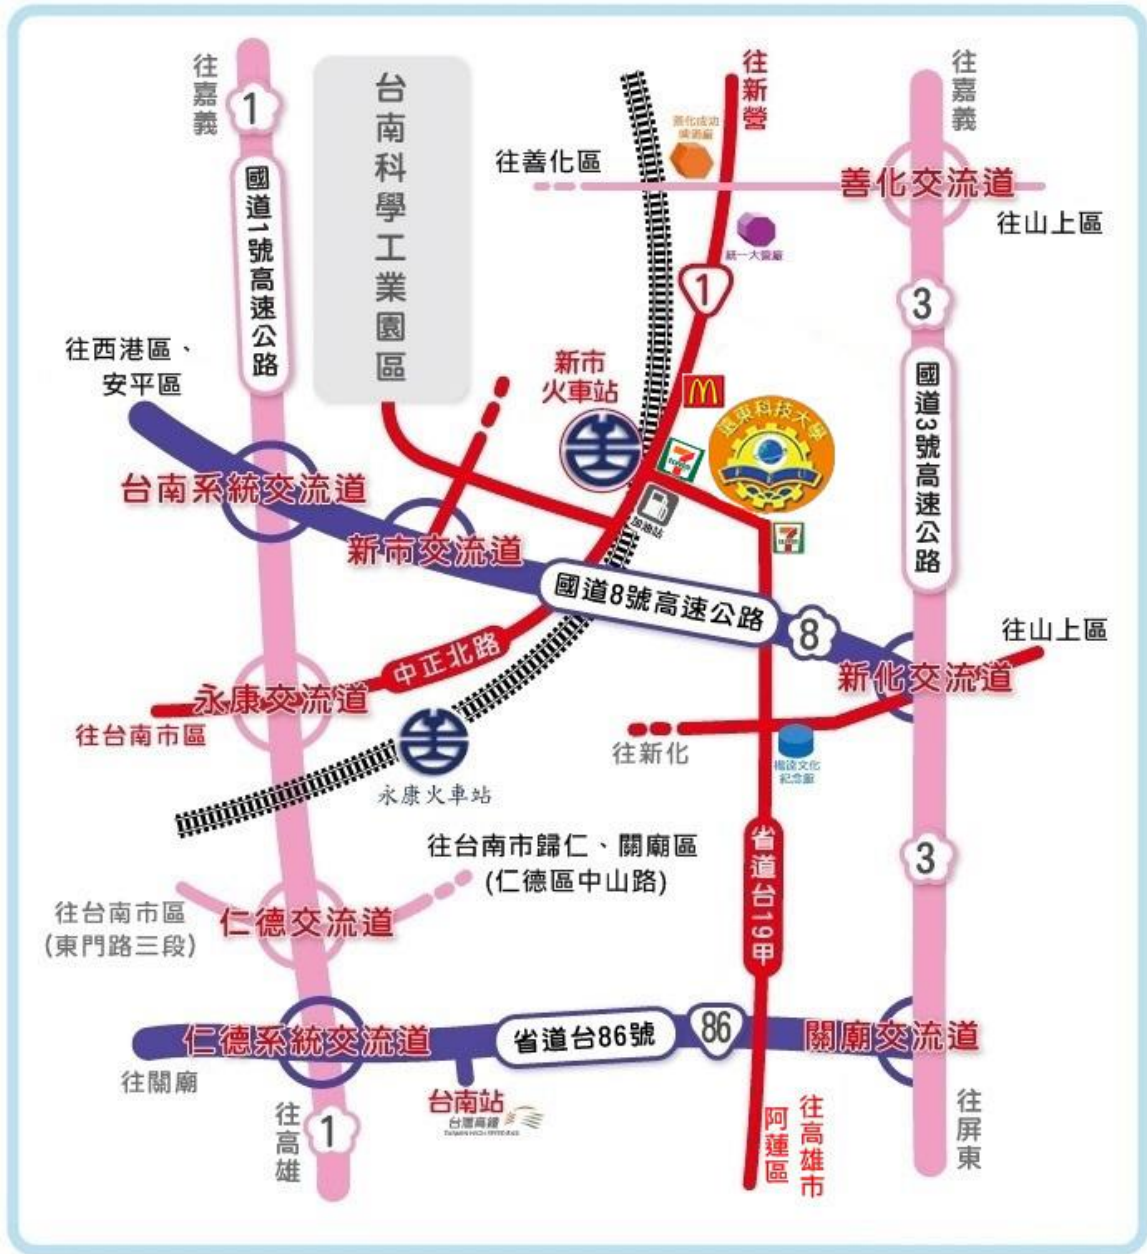 往嘉義
1
國道1號高速公路
台南科學工業園區
往新營
善化成功
啤酒廠
往善化區
往嘉義
善化交流道
往山上區
統一大營廠
1
3
國道3號高速公路
往西港區、
安平區
新市
火車站
遠東科技大學
7
ELEVEN
加油站
7
ELEVEN
台南系統交流道
新市交流道
國道8號高速公路
8
往山上區
新化交流道
中正北路
永康交流道
往台南市區
往新化
楊逵文化
紀念館
永康火車站
往台南市歸仁、關廟區
(仁德區中山路)
省道台19甲
3
往台南市區
(東門路三段)
仁德交流道
仁德系統交流道
省道台86號
86
關廟交流道
往關廟
台南站
台灣高鐵
TAIWAN HIGH SPEED RAIL
往高雄
1
往高雄市
阿蓮區
往屏東